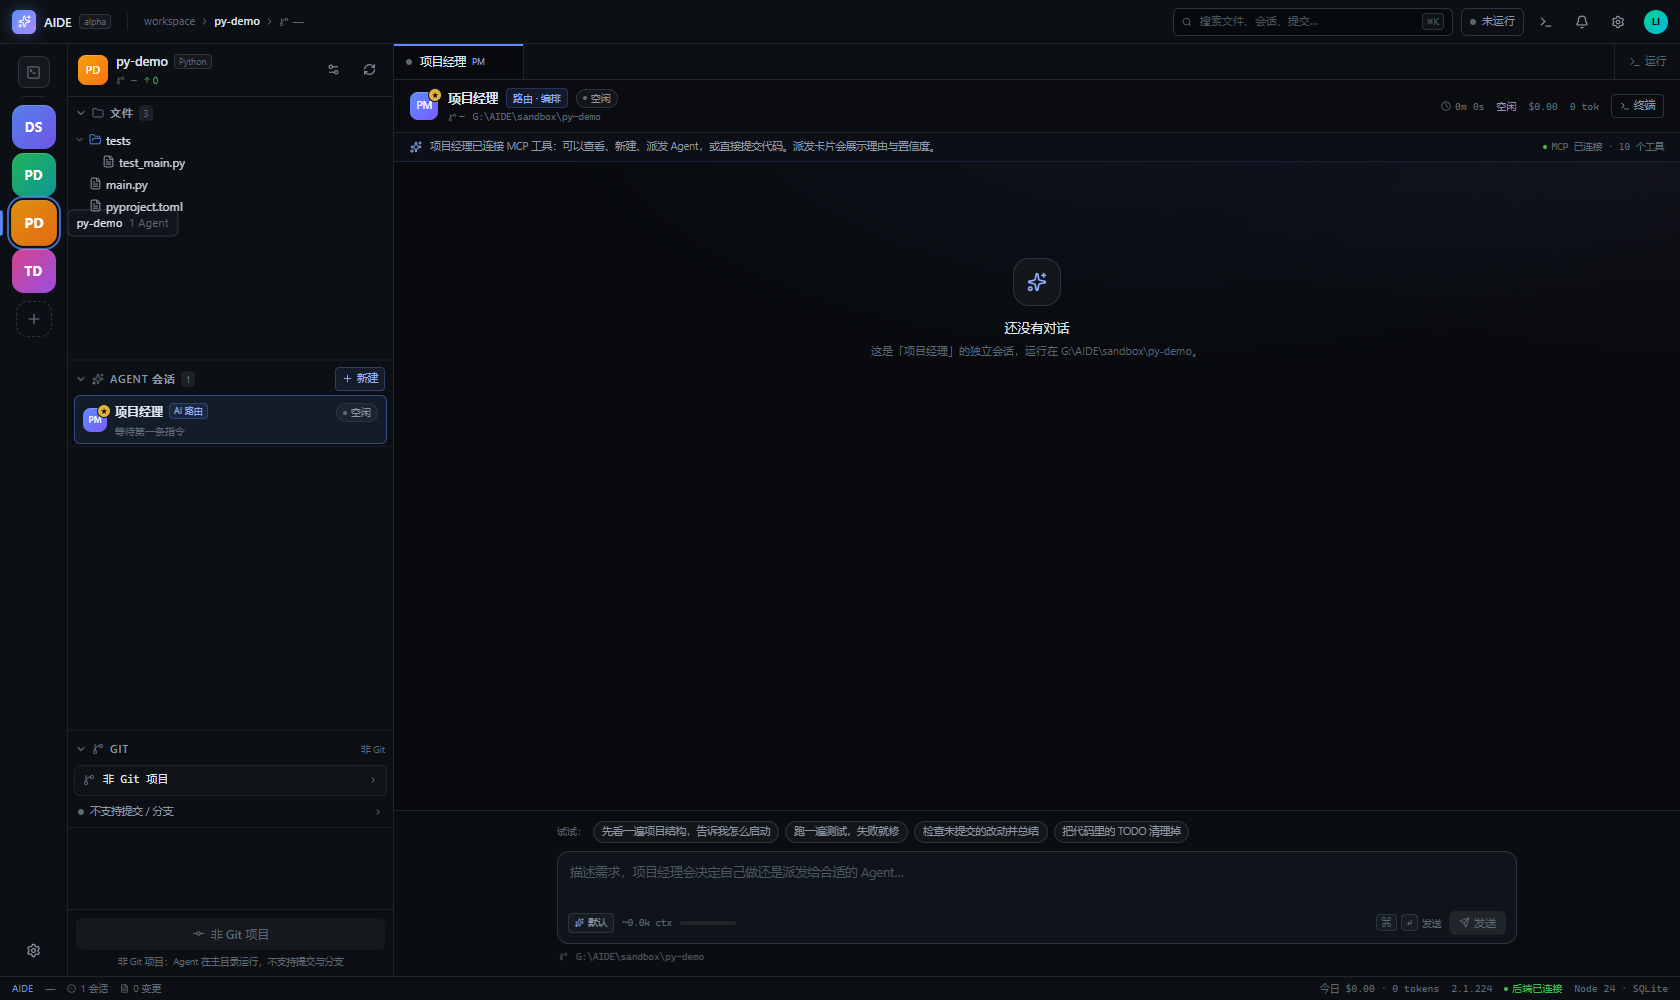 AIDE alpha workspace › py-demo › — 搜索文件、会话、提交... ⌘K 未运行 LI
DS
PD
PD
TD
PD py-demo Python
— ↑0
文件 3
tests
test_main.py
main.py
pyproject.toml
py-demo 1 Agent
AGENT 会话 1 + 新建
PM 项目经理 AI 路由 空闲
等待第一条指令
GIT 非 Git
非 Git 项目
不支持提交 / 分支
非 Git 项目
非 Git 项目：Agent 在主目录运行，不支持提交与分支
项目经理 PM 运行
PM 项目经理 路由 · 编排 空闲
— G:\AIDE\sandbox\py-demo
0m 0s 空闲 $0.00 0 tok 终端
项目经理已连接 MCP 工具：可以查看、新建、派发 Agent，或直接提交代码。派发卡片会展示理由与置信度。 MCP 已连接 · 10 个工具
还没有对话
这是「项目经理」的独立会话，运行在 G:\AIDE\sandbox\py-demo。
试试： 先看一遍项目结构，告诉我怎么启动 跑一遍测试，失败就修 检查未提交的改动并总结 把代码里的 TODO 清理掉
描述需求，项目经理会决定自己做还是派发给合适的 Agent...
默认 ~0.0k ctx ⌘ ↵ 发送 发送
G:\AIDE\sandbox\py-demo
AIDE — 1 会话 0 变更 今日 $0.00 · 0 tokens 2.1.224 后端已连接 Node 24 · SQLite